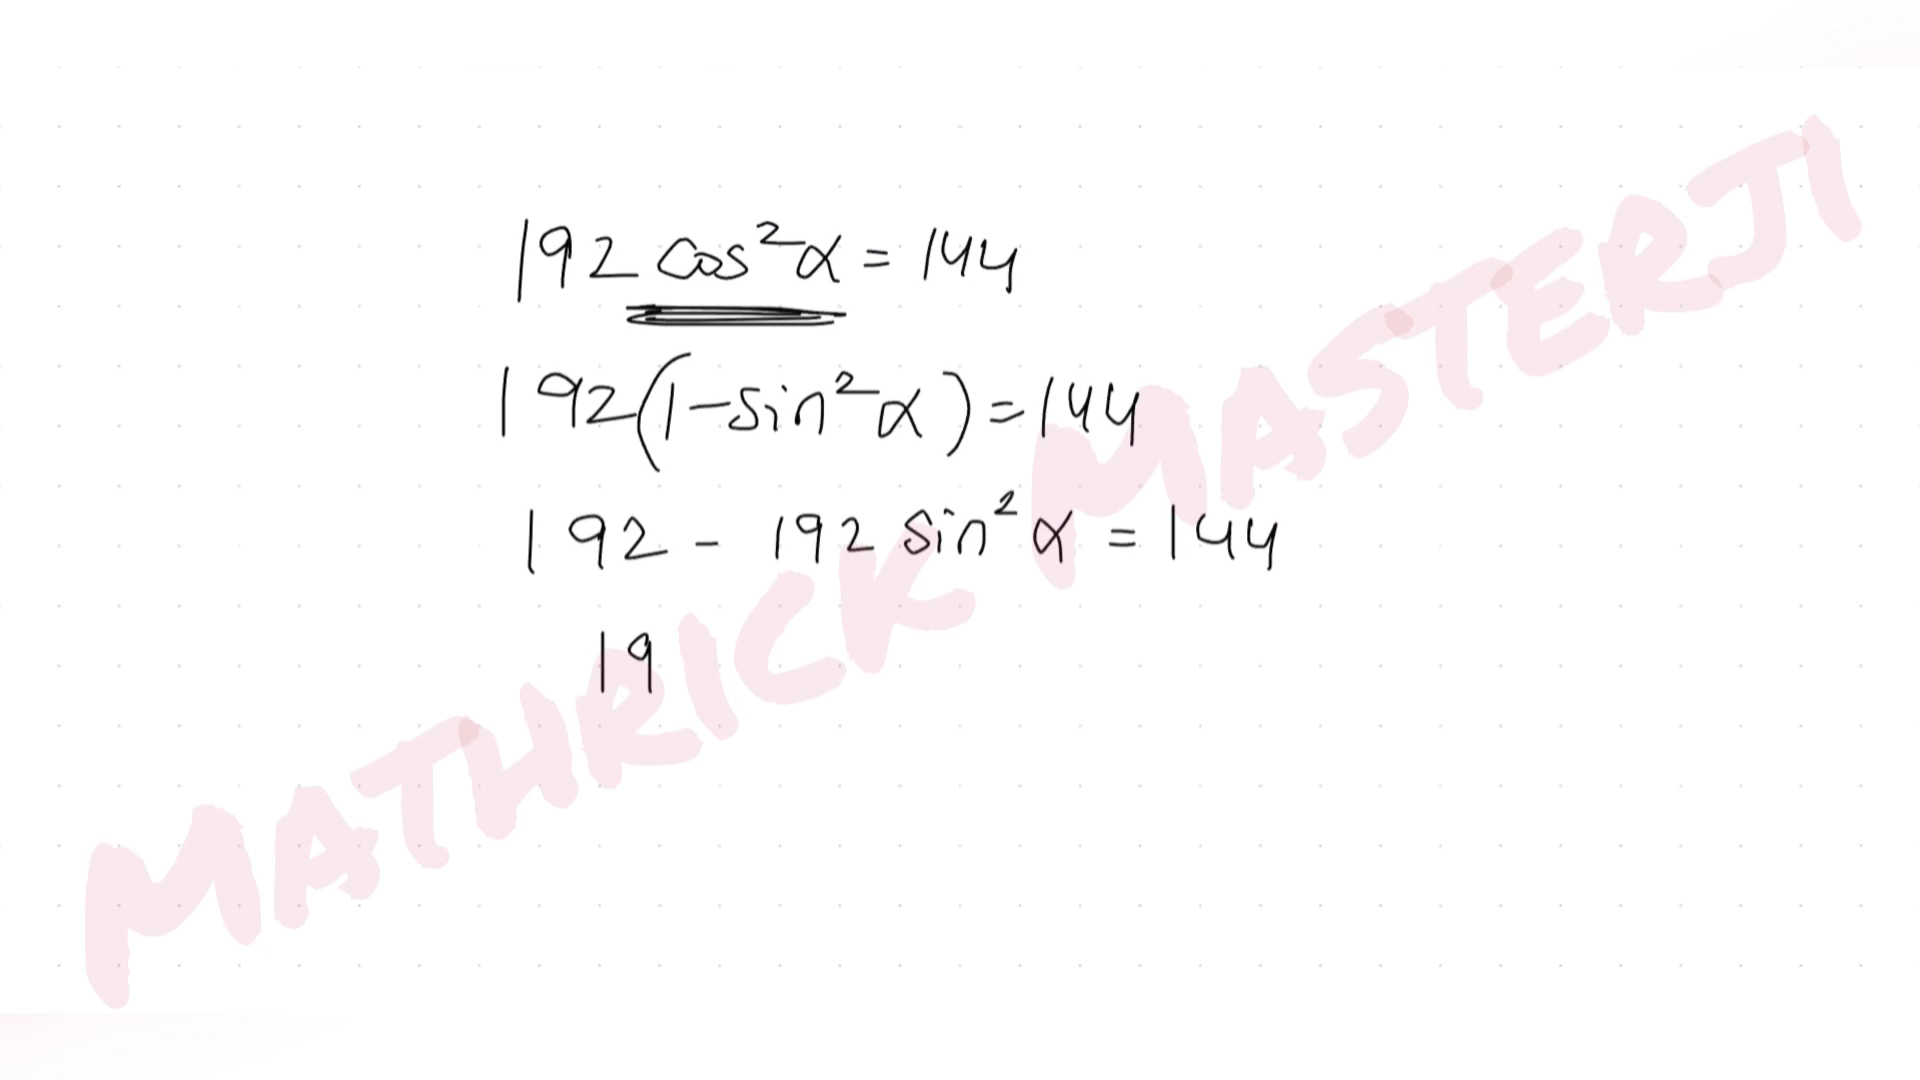 192 cos²α = 144
192(1-sin²α) = 144
192 - 192 sin²α = 144
19
MATHRICK MASTERJI